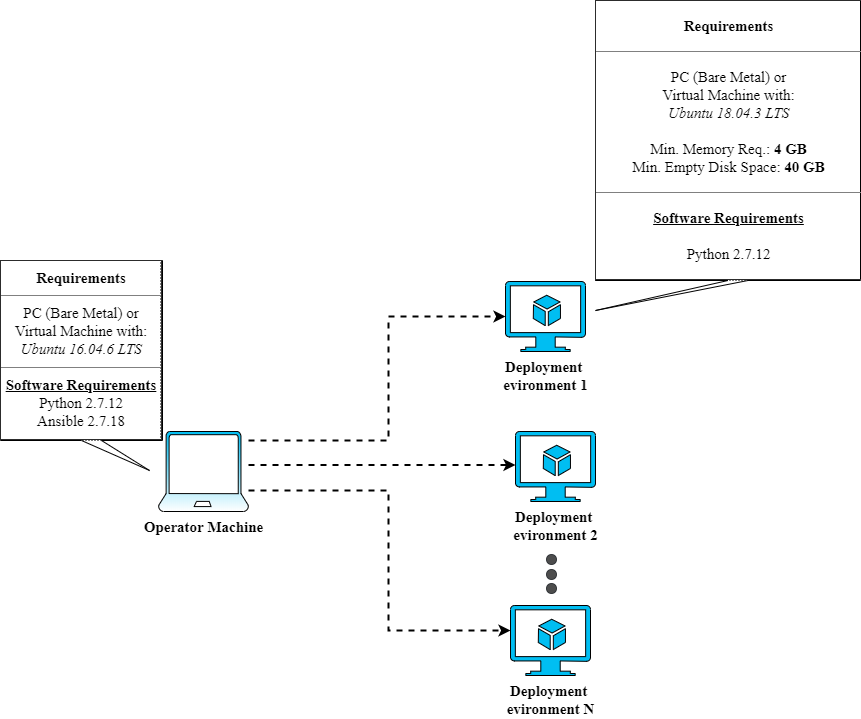 Requirements
PC (Bare Metal) or
Virtual Machine with:
Ubuntu 18.04.3 LTS
Min. Memory Req.: 4 GB
Min. Empty Disk Space: 40 GB
Software Requirements
Python 2.7.12
Requirements
PC (Bare Metal) or
Virtual Machine with:
Ubuntu 16.04.6 LTS
Software Requirements
Python 2.7.12
Ansible 2.7.18
Operator Machine
Deployment
evironment 1
Deployment
evironment 2
Deployment
evironment N